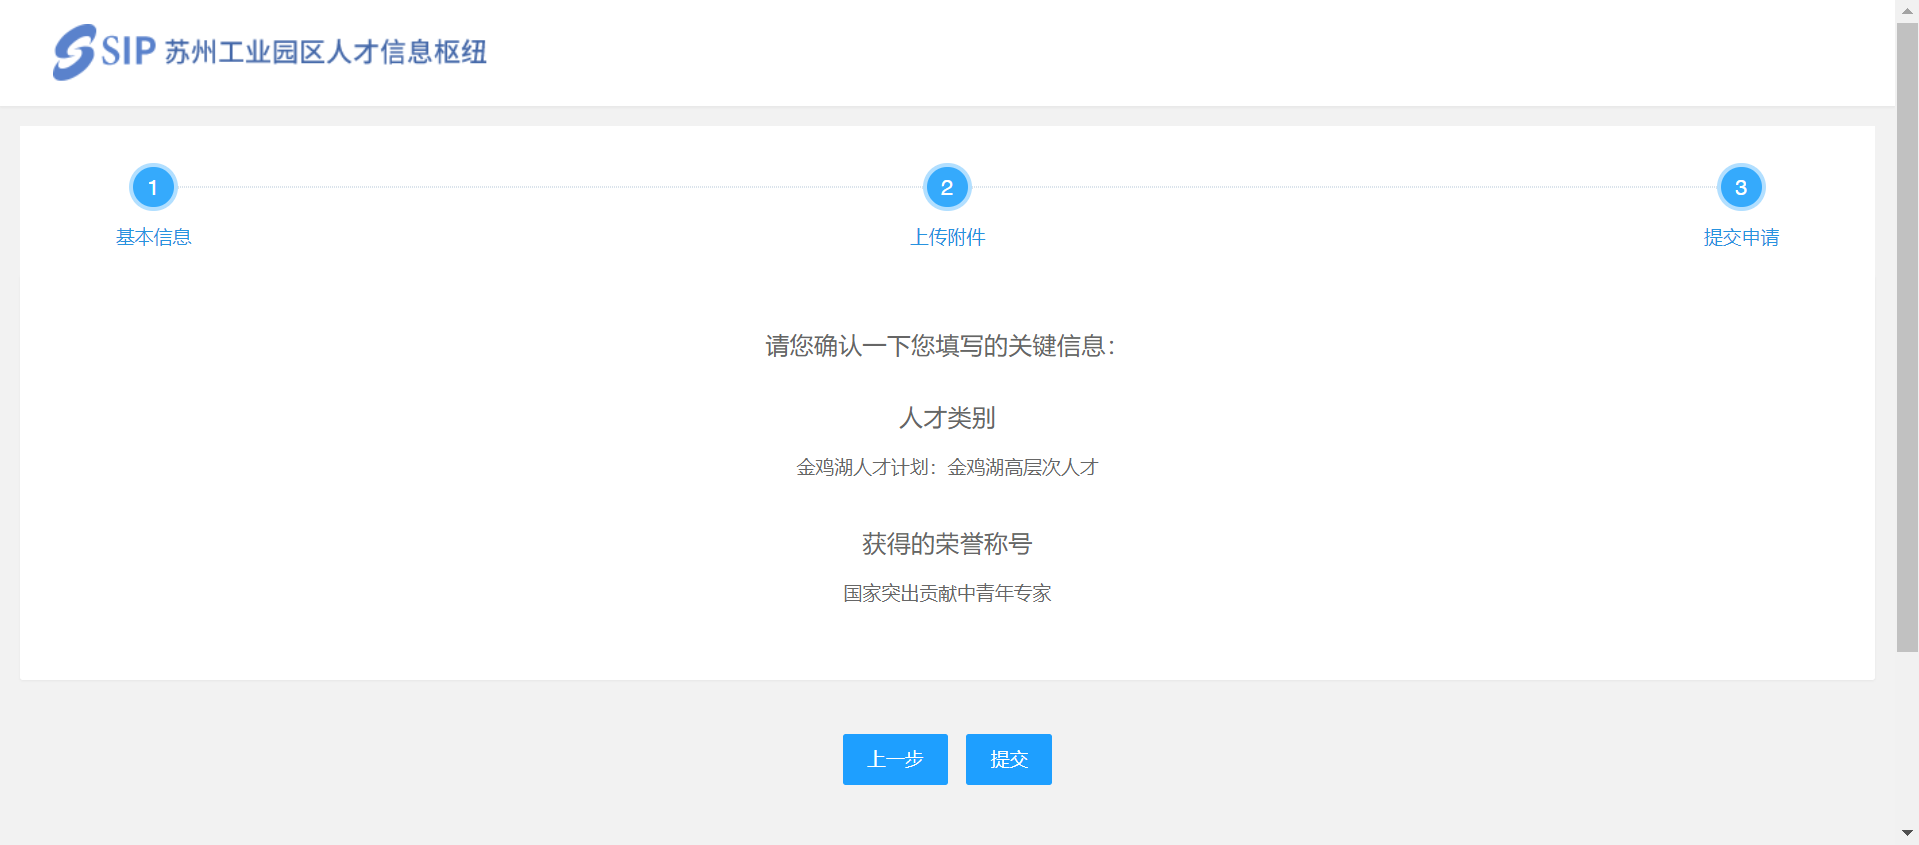 SIP 苏州工业园区人才信息枢纽
1 2 3
基本信息 上传附件 提交申请
请您确认一下您填写的关键信息：
人才类别
金鸡湖人才计划：金鸡湖高层次人才
获得的荣誉称号
国家突出贡献中青年专家
上一步 提交